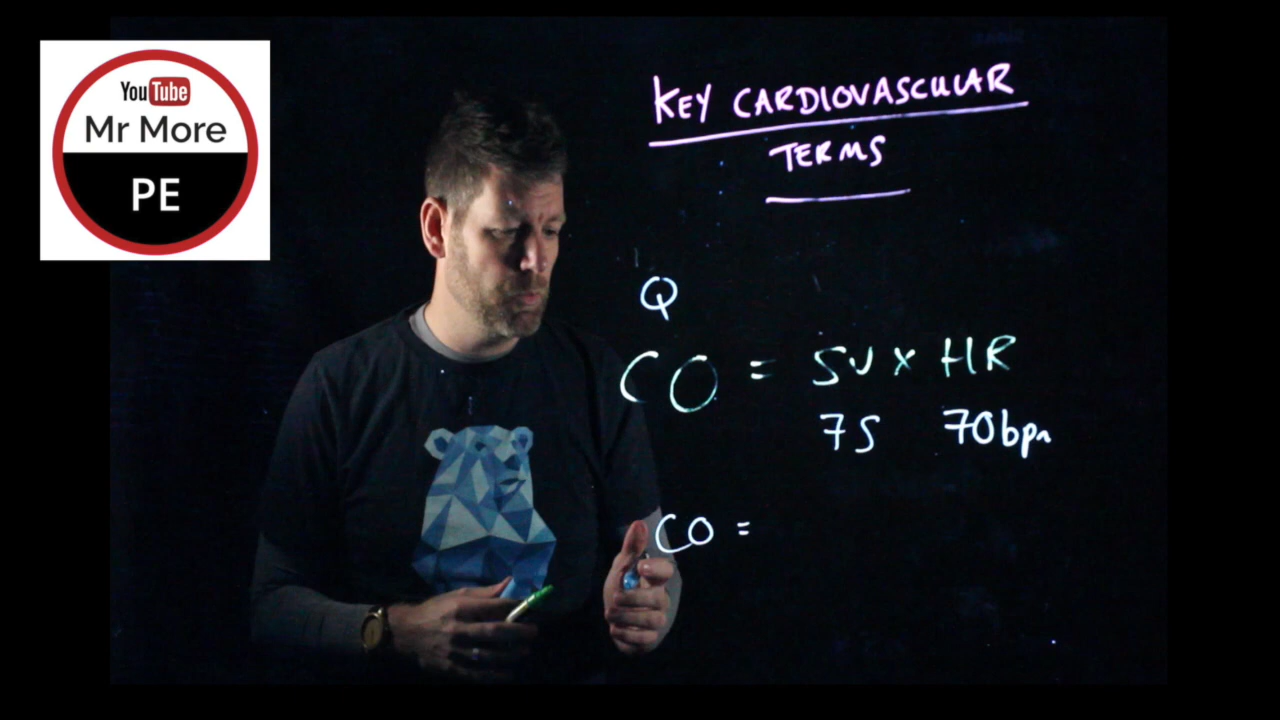 YouTube
Mr More
PE
KEY CARDIOVASCULAR
TERMS
Q
CO = SV x HR
75 70bpm
CO =